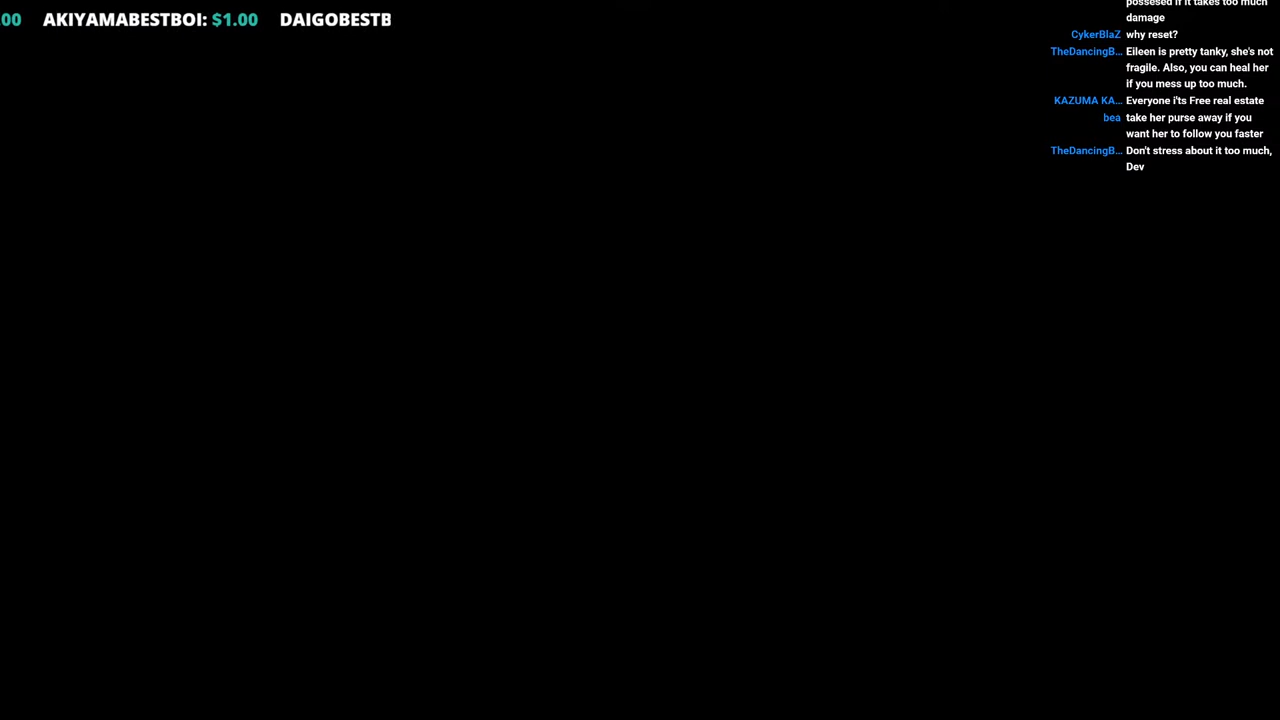 .00 AKIYAMABESTBOI: $1.00 DAIGOBESTB
possesed if it takes too much
damage
CykerBlaZ why reset?
TheDancingB... Eileen is pretty tanky, she's not
fragile. Also, you can heal her
if you mess up too much.
KAZUMA KA... Everyone i'ts Free real estate
bea take her purse away if you
want her to follow you faster
TheDancingB... Don't stress about it too much,
Dev